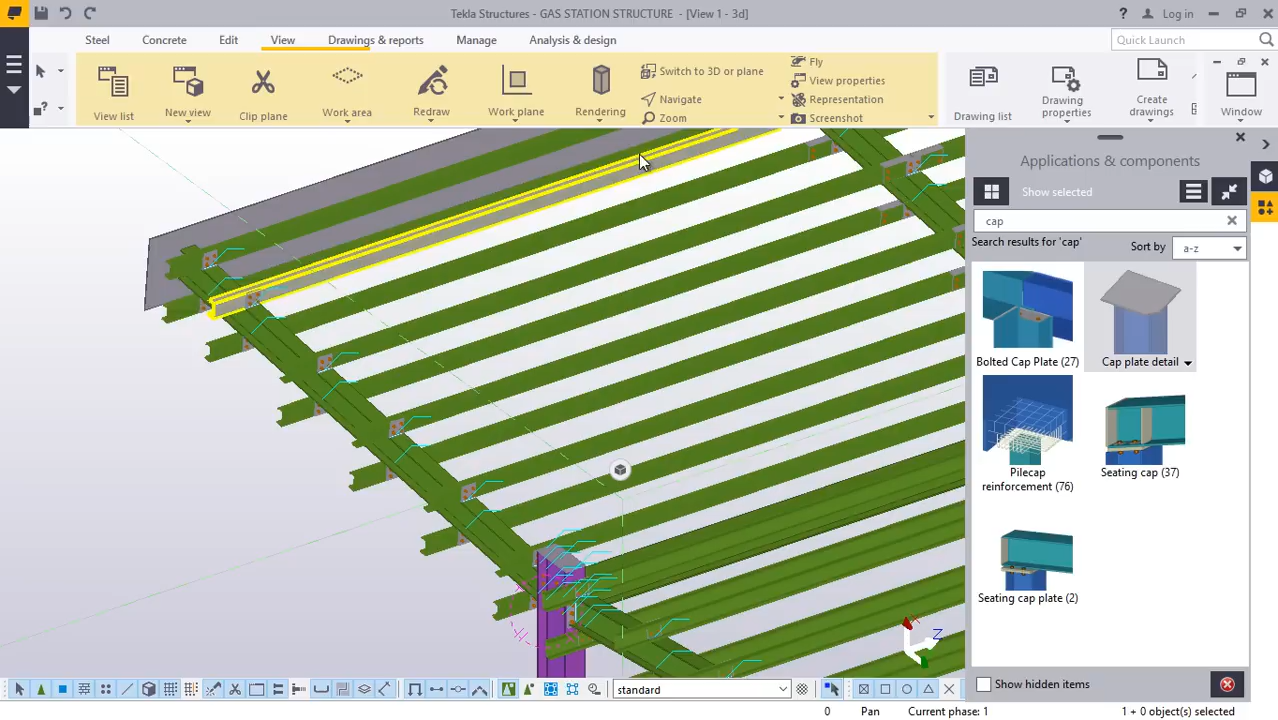 Tekla Structures - GAS STATION STRUCTURE - [View 1 - 3d]
? Log in
Steel Concrete Edit View Drawings & reports Manage Analysis & design
Quick Launch
View list
New view
Clip plane
Work area
Redraw
Work plane
Rendering
Switch to 3D or plane
Navigate
Zoom
Fly
View properties
Representation
Screenshot
Drawing list
Drawing
properties
Create
drawings
Window
Applications & components
Show selected
cap
Search results for 'cap'
Sort by
a-z
Bolted Cap Plate (27)
Cap plate detail
Pilecap
reinforcement (76)
Seating cap (37)
Seating cap plate (2)
Show hidden items
Z
standard
0 Pan Current phase: 1 1 + 0 object(s) selected